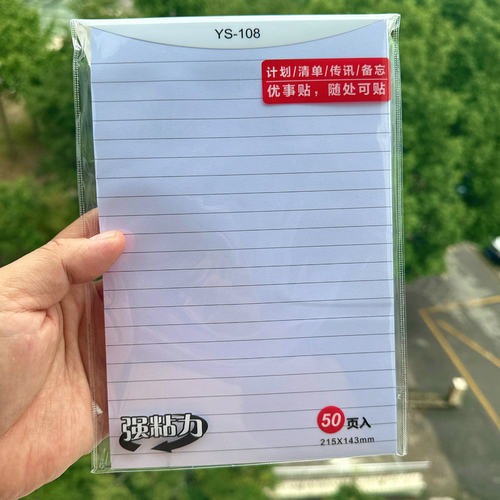 YS-108
计划/清单/传讯/备忘
优事贴，随处可贴
强粘力
50页入
215X143mm